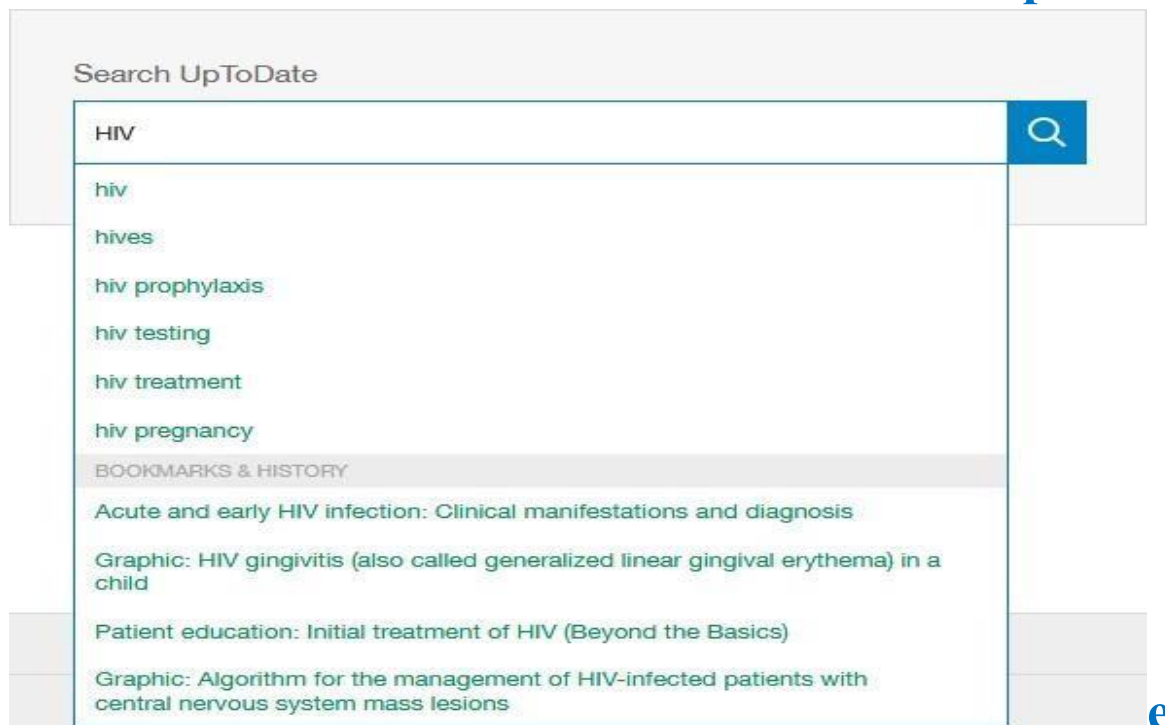 Search UpToDate
HIV
hiv
hives
hiv prophylaxis
hiv testing
hiv treatment
hiv pregnancy
BOOKMARKS & HISTORY
Acute and early HIV infection: Clinical manifestations and diagnosis
Graphic: HIV gingivitis (also called generalized linear gingival erythema) in a
child
Patient education: Initial treatment of HIV (Beyond the Basics)
Graphic: Algorithm for the management of HIV-infected patients with
central nervous system mass lesions